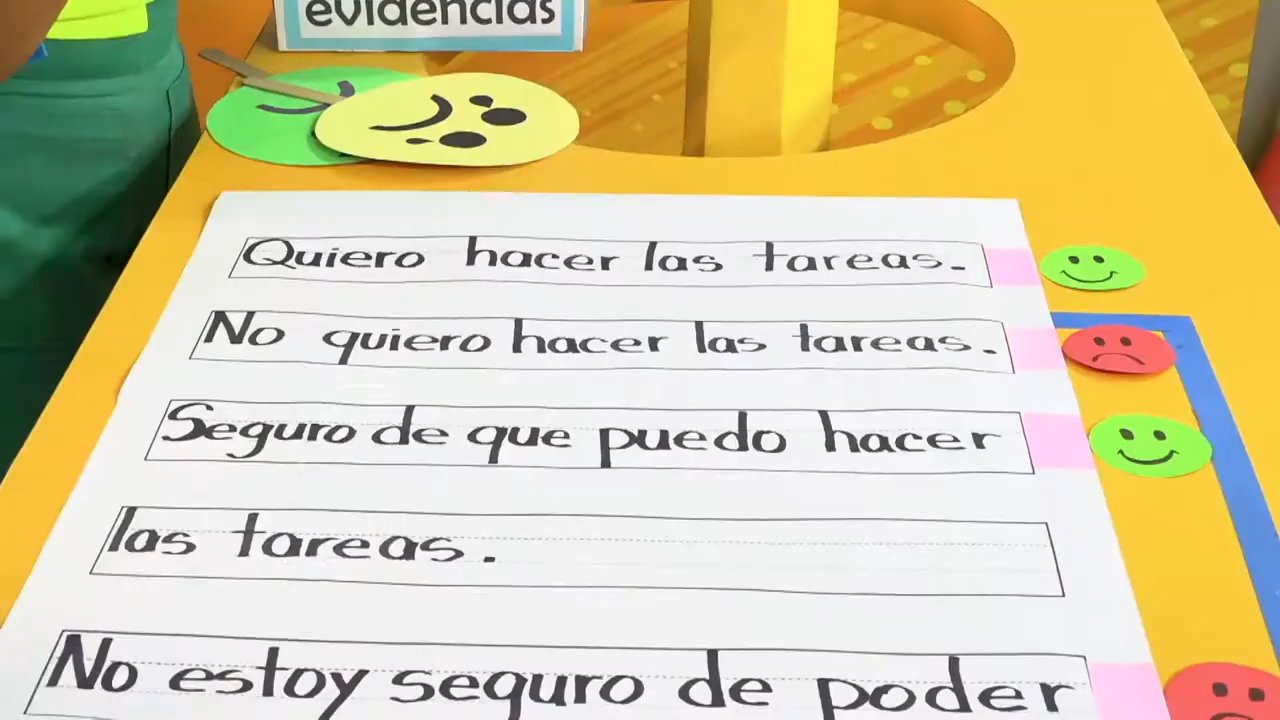 evidencias
Quiero hacer las tareas.
No quiero hacer las tareas.
Seguro de que puedo hacer
las tareas.
No estoy seguro de poder